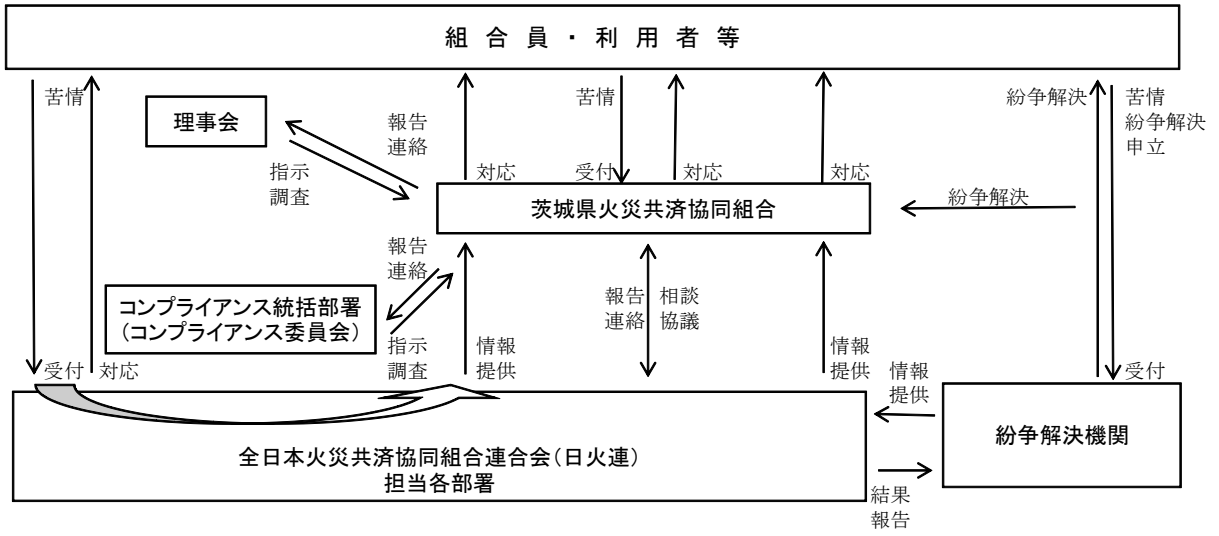 組 合 員 ・ 利 用 者 等
苦情
理事会
報告
連絡
指示
調査
対応
苦情
受付
対応
対応
紛争解決
苦情
紛争解決
申立
茨城県火災共済協同組合
紛争解決
報告
連絡
コンプライアンス統括部署
（コンプライアンス委員会）
指示
調査
情報
提供
報告
連絡
相談
協議
情報
提供
受付
対応
情報
提供
受付
全日本火災共済協同組合連合会（日火連）
担当各部署
紛争解決機関
結果
報告